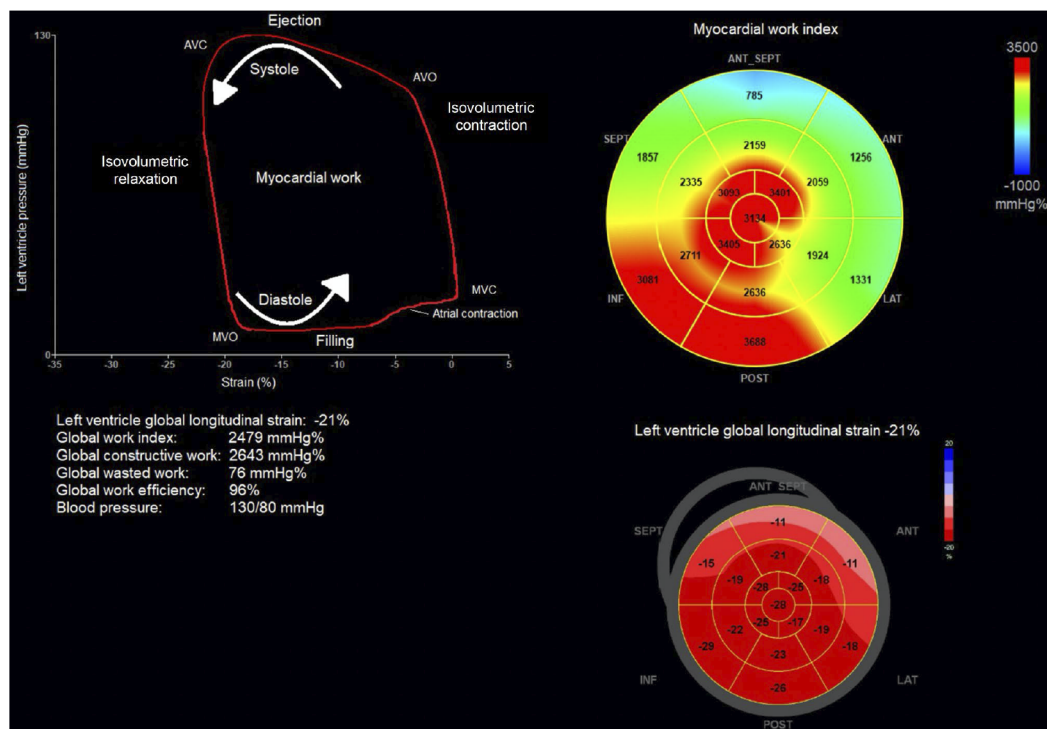 Ejection
130
AVC
Systole
AVO
Isovolumetric
contraction
Isovolumetric
relaxation
Myocardial work
Left ventricle pressure (mmHg)
Diastole
MVC
Atrial contraction
MVO
Filling
0
-35 -30 -25 -20 -15 -10 -5 0 5
Strain (%)
Left ventricle global longitudinal strain: -21%
Global work index: 2479 mmHg%
Global constructive work: 2643 mmHg%
Global wasted work: 76 mmHg%
Global work efficiency: 96%
Blood pressure: 130/80 mmHg
Myocardial work index
3500
-1000
mmHg%
ANT_SEPT
785
SEPT
ANT
1857
1256
2159
2335
2059
3093
3401
3134
3405
2636
2711
1924
3081
1331
2636
INF
LAT
3688
POST
Left ventricle global longitudinal strain -21%
20
-20
%
ANT_SEPT
-11
SEPT
ANT
-15
-11
-21
-19
-18
-28
-25
-29
-25
-17
-22
-19
-29
-18
-23
INF
LAT
-26
POST